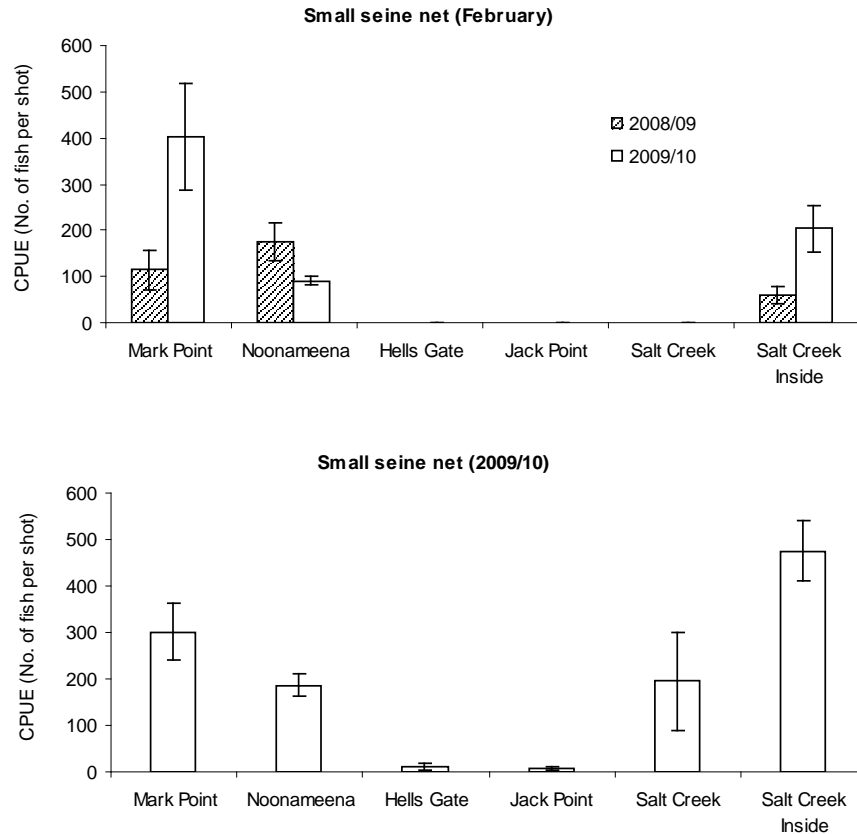 Small seine net (February)
CPUE (No. of fish per shot)
600
500
400
300
200
100
0
2008/09
2009/10
Mark Point Noonameena Hells Gate Jack Point Salt Creek Salt Creek
Inside
Small seine net (2009/10)
CPUE (No. of fish per shot)
600
500
400
300
200
100
0
Mark Point Noonameena Hells Gate Jack Point Salt Creek Salt Creek
Inside